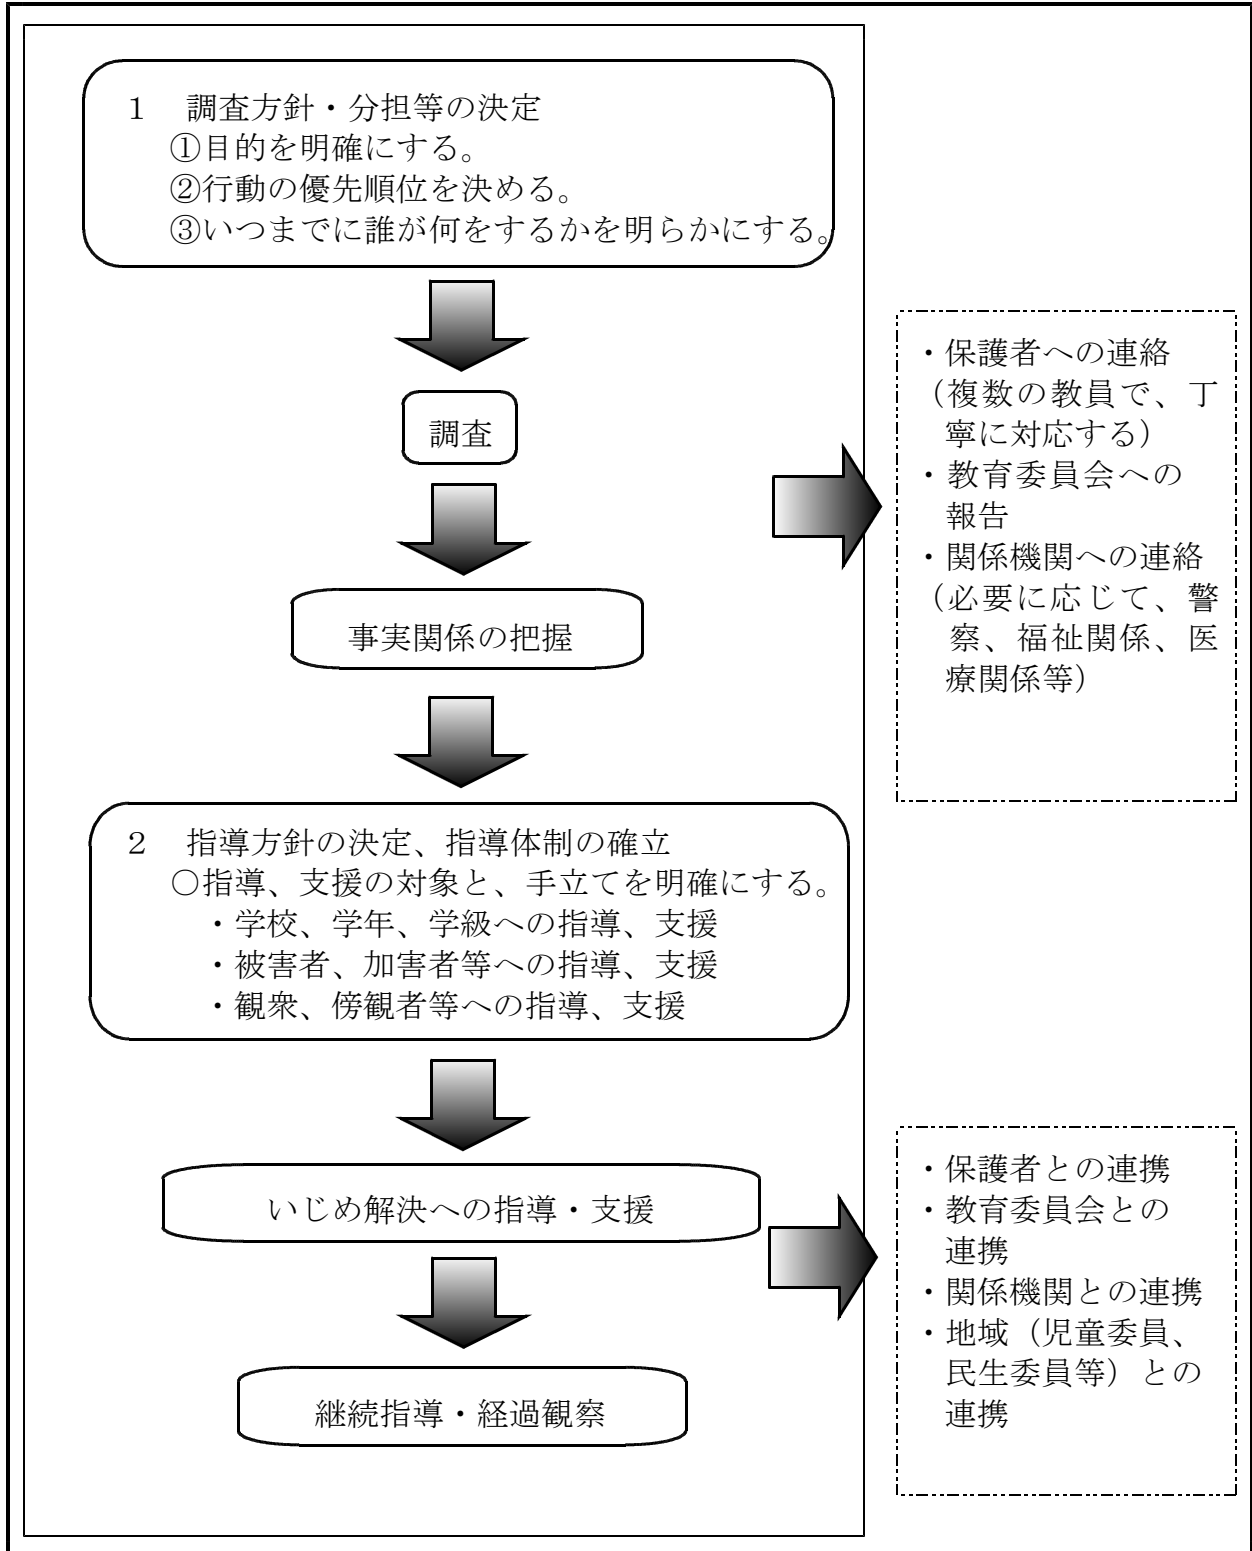 １　調査方針・分担等の決定
①目的を明確にする。
②行動の優先順位を決める。
③いつまでに誰が何をするかを明らかにする。
調査
事実関係の把握
・保護者への連絡
（複数の教員で、丁
寧に対応する）
・教育委員会への
報告
・関係機関への連絡
（必要に応じて、警
察、福祉関係、医
療関係等）
２　指導方針の決定、指導体制の確立
○指導、支援の対象と、手立てを明確にする。
・学校、学年、学級への指導、支援
・被害者、加害者等への指導、支援
・観衆、傍観者等への指導、支援
いじめ解決への指導・支援
継続指導・経過観察
・保護者との連携
・教育委員会との
連携
・関係機関との連携
・地域（児童委員、
民生委員等）との
連携